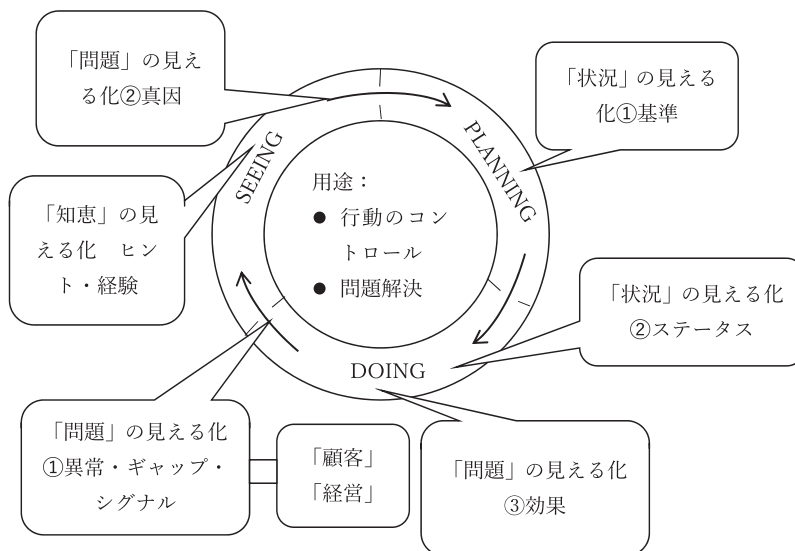 「問題」の見え
る化②真因
「状況」の見える
化①基準
SEEING
PLANNING
用途：
● 行動のコン
トロール
● 問題解決
「知恵」の見
える化　ヒン
ト・経験
「状況」の見える化
②ステータス
DOING
「問題」の見える化
①異常・ギャップ・
シグナル
「顧客」
「経営」
「問題」の見える化
③効果